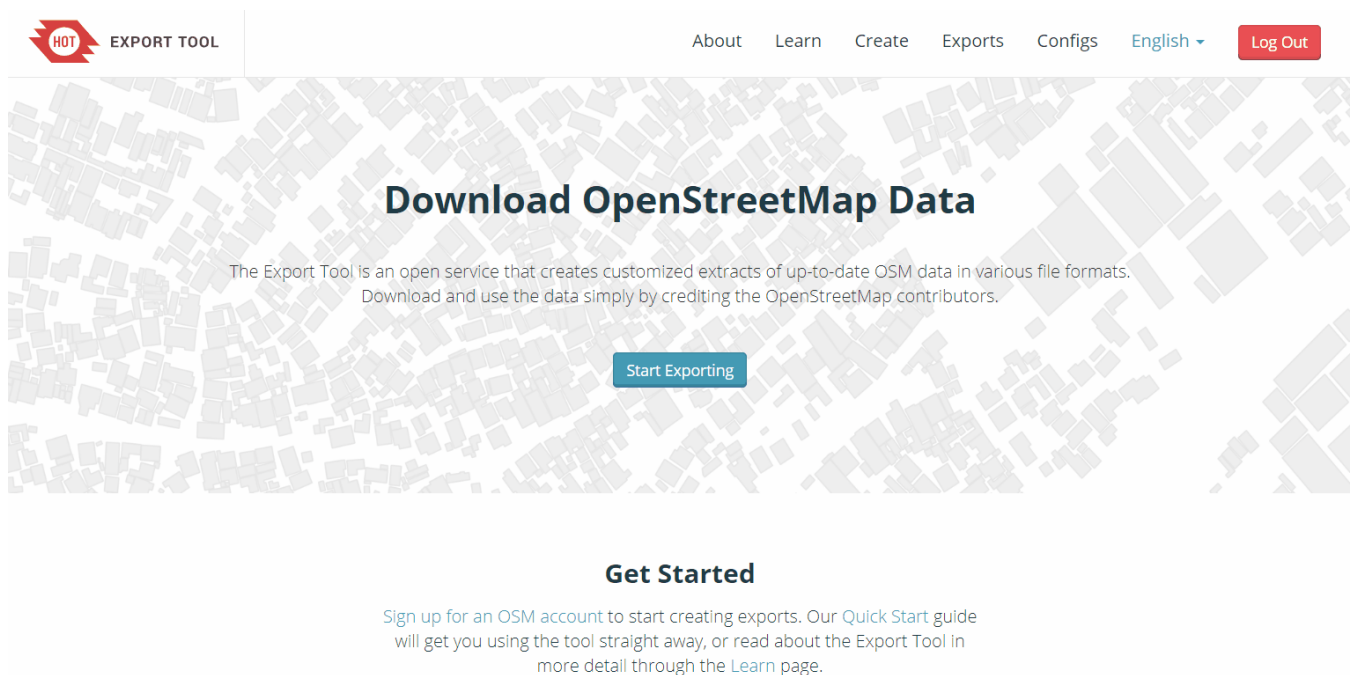 HOT EXPORT TOOL
About Learn Create Exports Configs English Log Out
Download OpenStreetMap Data
The Export Tool is an open service that creates customized extracts of up-to-date OSM data in various file formats.
Download and use the data simply by crediting the OpenStreetMap contributors.
Start Exporting
Get Started
Sign up for an OSM account to start creating exports. Our Quick Start guide
will get you using the tool straight away, or read about the Export Tool in
more detail through the Learn page.